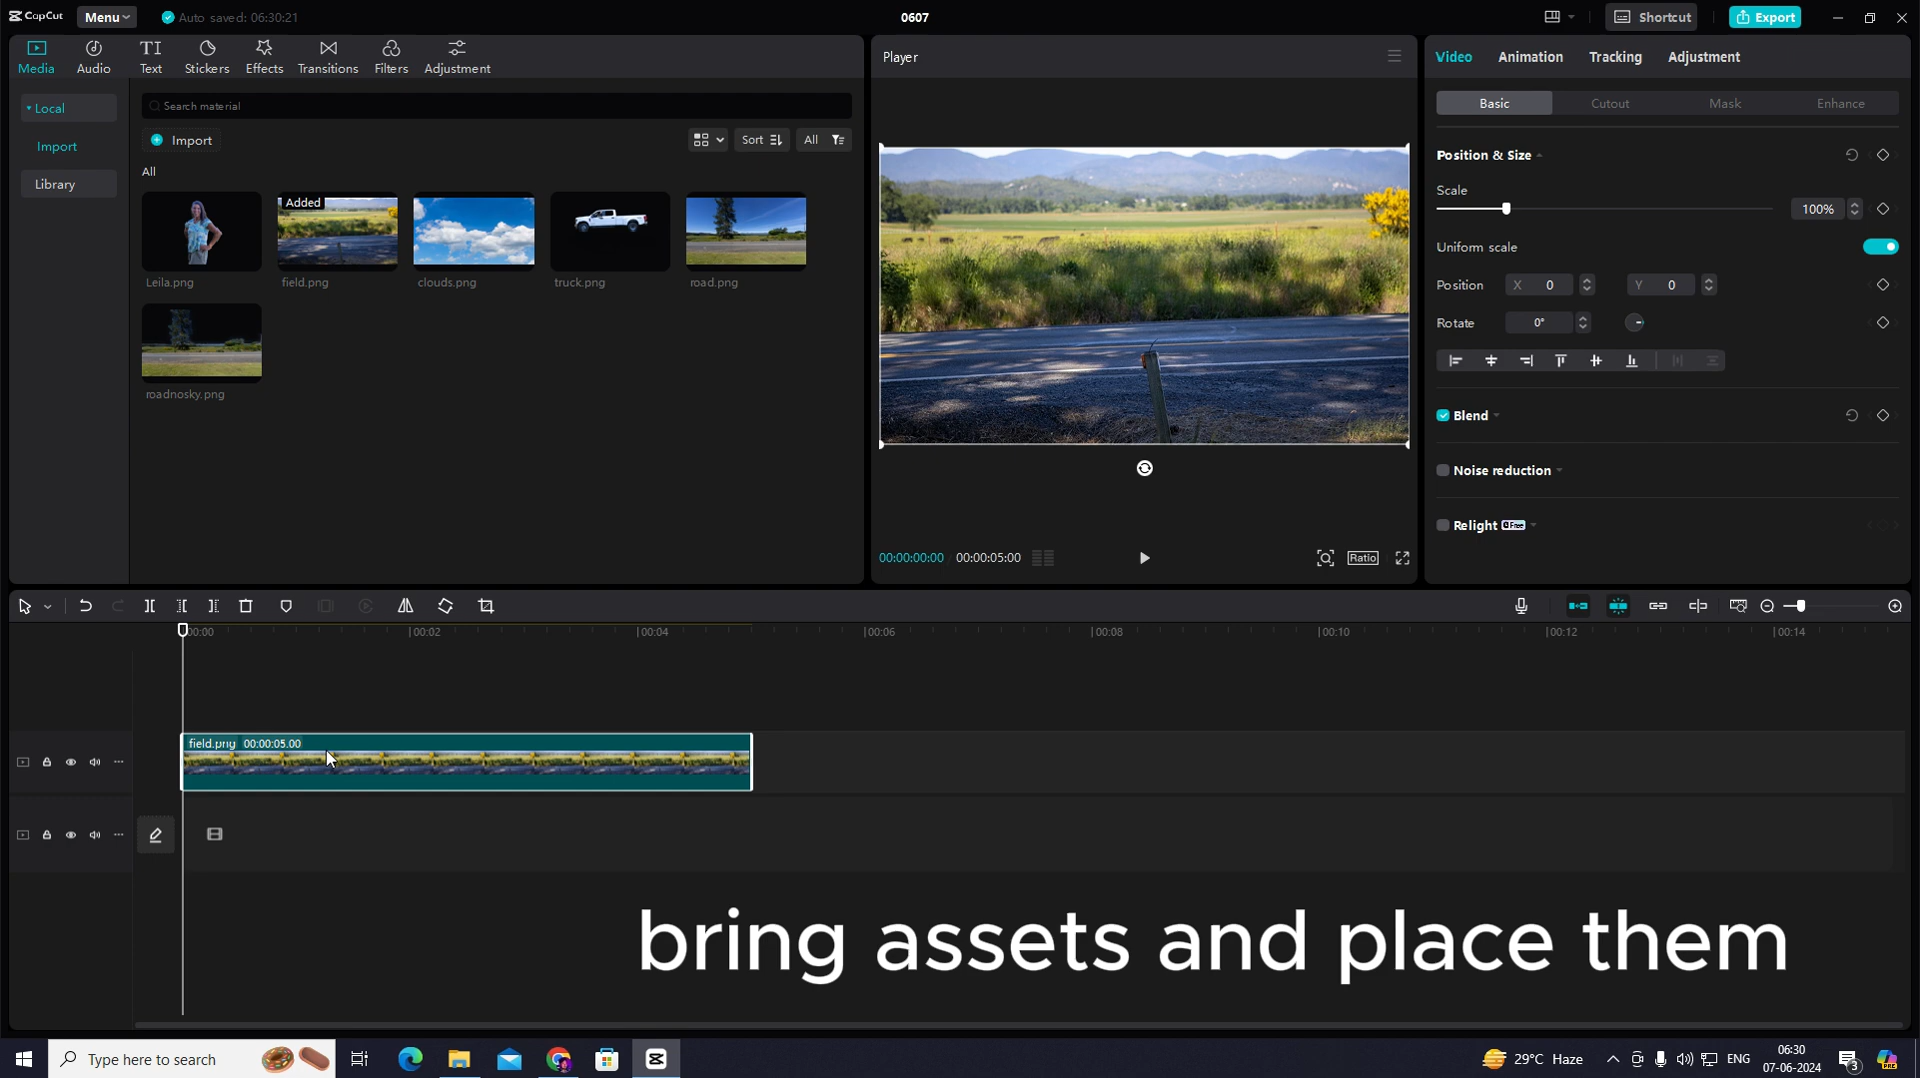 CapCut
Menu
Auto saved: 06:30:21
0607
Shortcut
Export
Media
Audio
Text
Stickers
Effects
Transitions
Filters
Adjustment
Local
Import
Library
Search material
Import
Sort
All
All
Added
Leila.png
field.png
clouds.png
truck.png
road.png
roadnosky.png
Player
00:00:00:00
00:00:05:00
Ratio
Video
Animation
Tracking
Adjustment
Basic
Cutout
Mask
Enhance
Position & Size
Scale
100%
Uniform scale
Position
X 0
Y 0
Rotate
0°
Blend
Noise reduction
Relight
Free
00:00
00:02
00:04
00:06
00:08
00:10
00:12
00:14
field.png 00:00:05:00
bring assets and place them
Type here to search
29°C Haze
ENG
06:30
07-06-2024
3
PRE